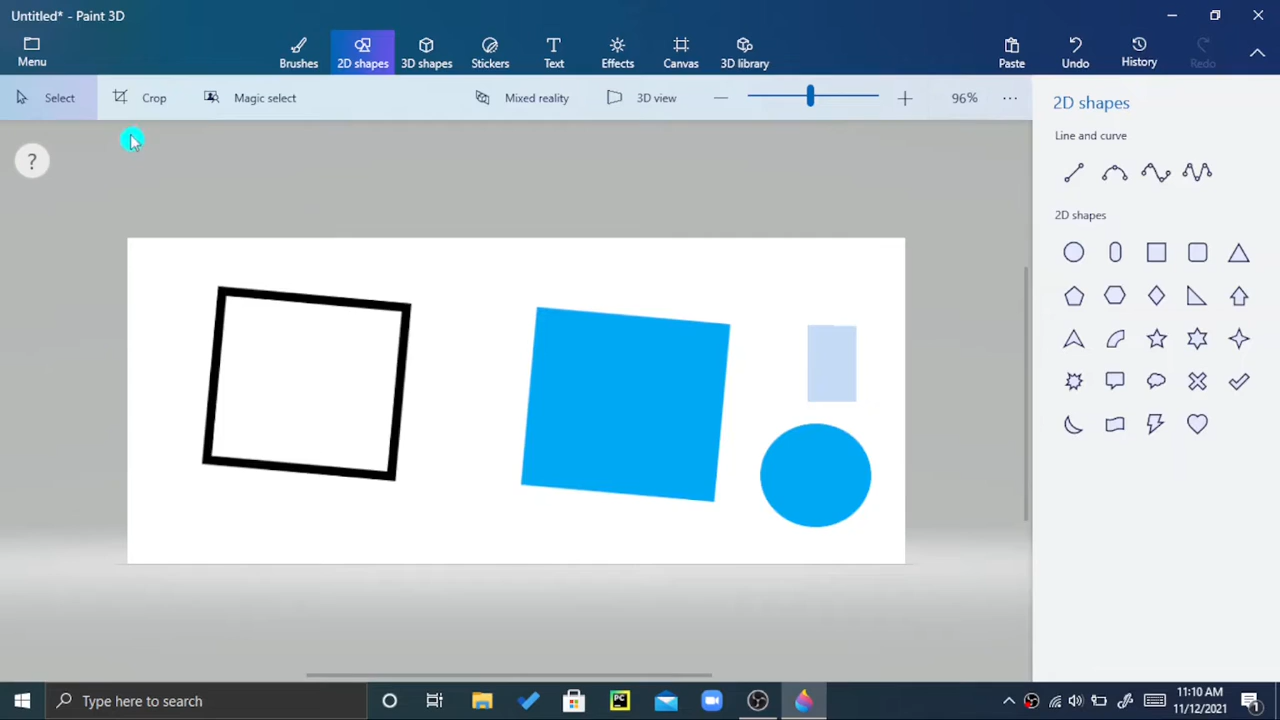 Untitled* - Paint 3D
Menu
Brushes
2D shapes
3D shapes
Stickers
Text
Effects
Canvas
3D library
Paste
Undo
History
Redo
Select
Crop
Magic select
Mixed reality
3D view
96%
2D shapes
Line and curve
2D shapes
?
Type here to search
PC
11:10 AM
11/12/2021
1